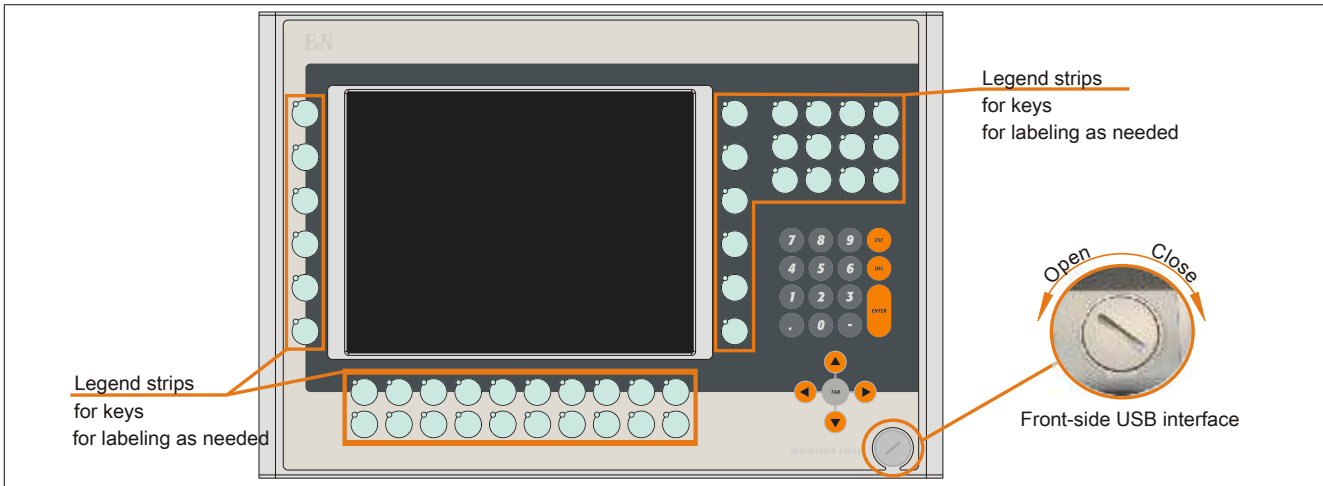 B&R
Legend strips
for keys
for labeling as needed
7 8 9 ESC
4 5 6 DEL
1 2 3
ENTER
. 0 -
TAB
Open
Close
Front-side USB interface
Legend strips
for keys
for labeling as needed